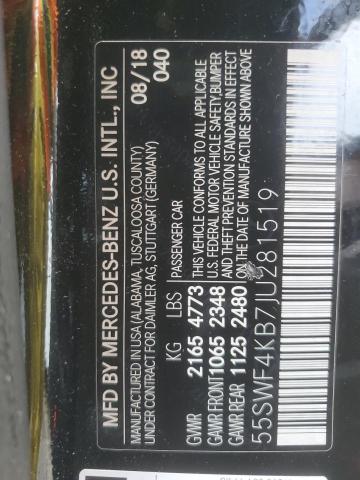 MFD BY MERCEDES-BENZ U.S. INTL., INC
08/18
040
MANUFACTURED IN USA (ALABAMA, TUSCALOOSA COUNTY)
UNDER CONTRACT FOR DAIMLER AG, STUTTGART (GERMANY)
PASSENGER CAR
KG LBS
GVWR 2165 4773
GAWR FRONT 1065 2348
GAWR REAR 1125 2480
THIS VEHICLE CONFORMS TO ALL APPLICABLE
U.S. FEDERAL MOTOR VEHICLE SAFETY, BUMPER
AND THEFT PREVENTION STANDARDS IN EFFECT
ON THE DATE OF MANUFACTURE SHOWN ABOVE
55SWF4KB7JU281519